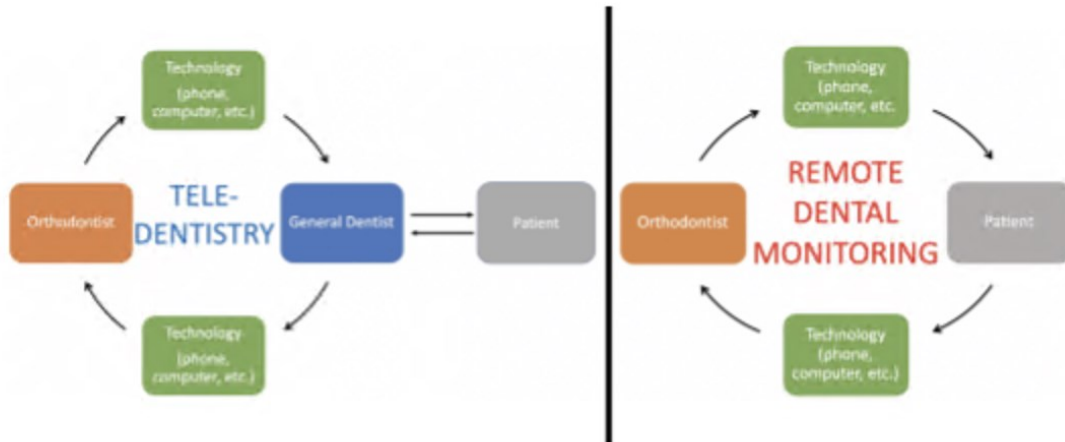 Technology
(phone,
computer, etc.)
Orthodontist
TELE-
DENTISTRY
General Dentist
Patient
Technology
(phone,
computer, etc.)
Technology
(phone,
computer, etc.
Orthodontist
REMOTE
DENTAL
MONITORING
Patient
Technology
(phone,
computer, etc.)